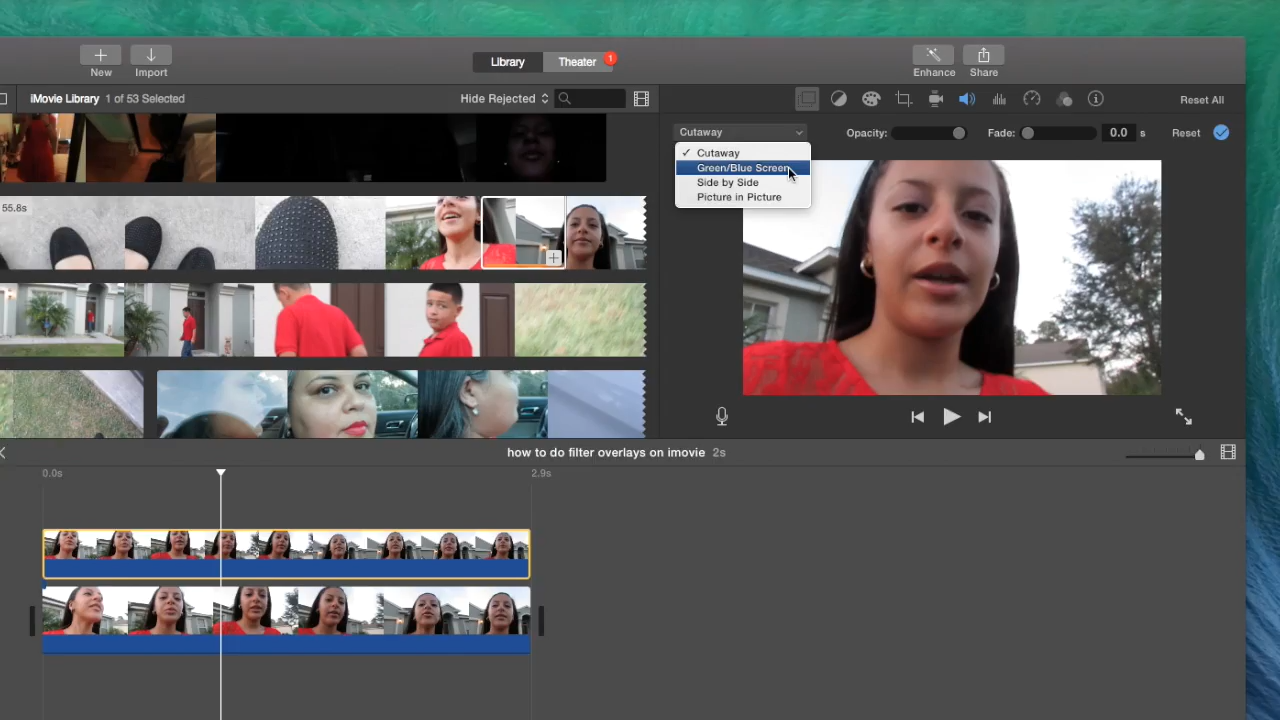 Library Theater 1
New Import Enhance Share
iMovie Library 1 of 53 Selected Hide Rejected Reset All
Cutaway Opacity: Fade: 0.0 s Reset
✓ Cutaway
Green/Blue Screen
Side by Side
Picture in Picture
55.8s
how to do filter overlays on imovie 2s
0.0s 2.9s